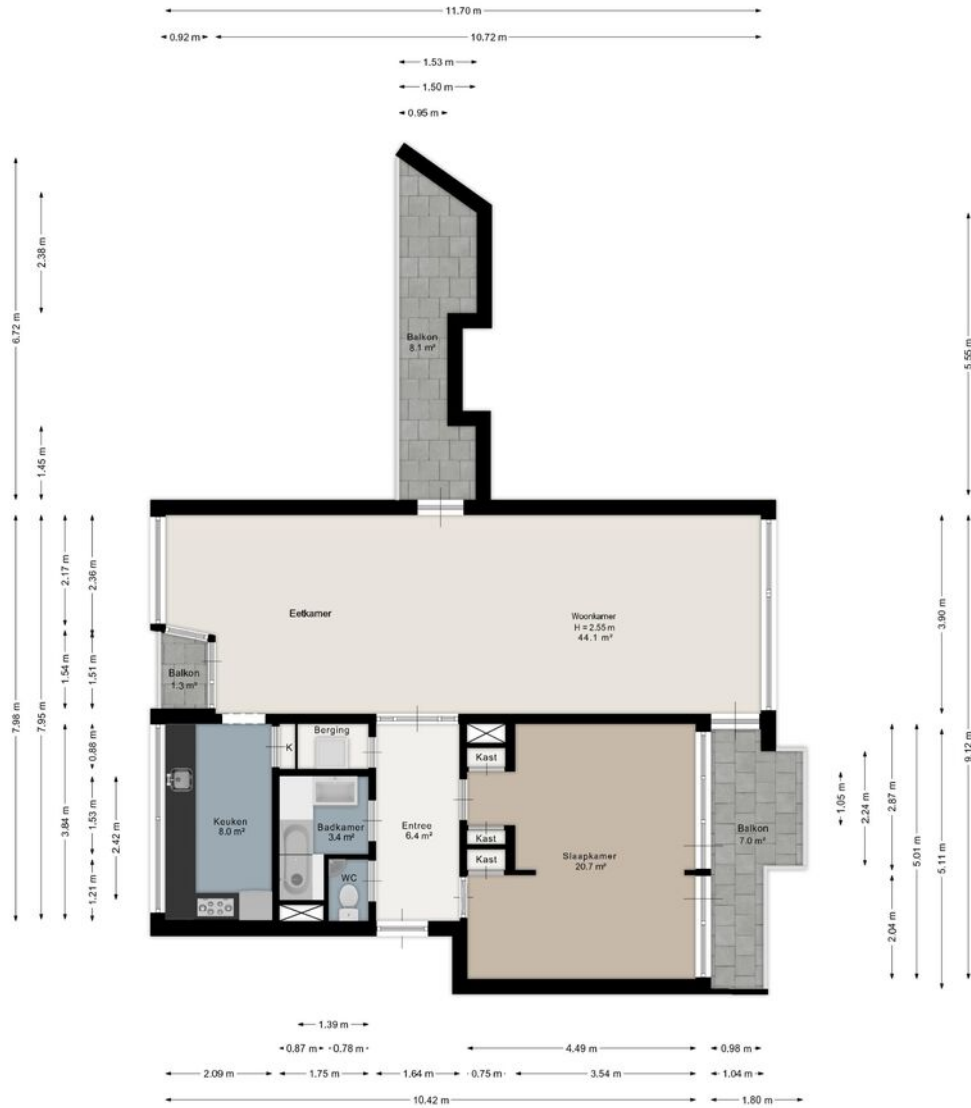 11.70 m
0.92 m
10.72 m
1.53 m
1.50 m
0.95 m
6.72 m
2.38 m
1.45 m
5.55 m
Balkon
8.1 m²
7.98 m
7.95 m
2.17 m
2.36 m
1.54 m
1.51 m
3.84 m
0.88 m
1.53 m
1.21 m
2.42 m
Eetkamer
Woonkamer
H = 2.55 m
44.1 m²
Balkon
1.3 m²
3.90 m
9.12 m
K
Berging
Keuken
8.0 m²
Badkamer
3.4 m²
WC
Entree
6.4 m²
Kast
Kast
Kast
Slaapkamer
20.7 m²
Balkon
7.0 m²
1.05 m
2.24 m
2.87 m
2.04 m
5.01 m
5.11 m
1.39 m
0.87 m
0.78 m
4.49 m
0.98 m
2.09 m
1.75 m
1.64 m
0.75 m
3.54 m
1.04 m
10.42 m
1.80 m